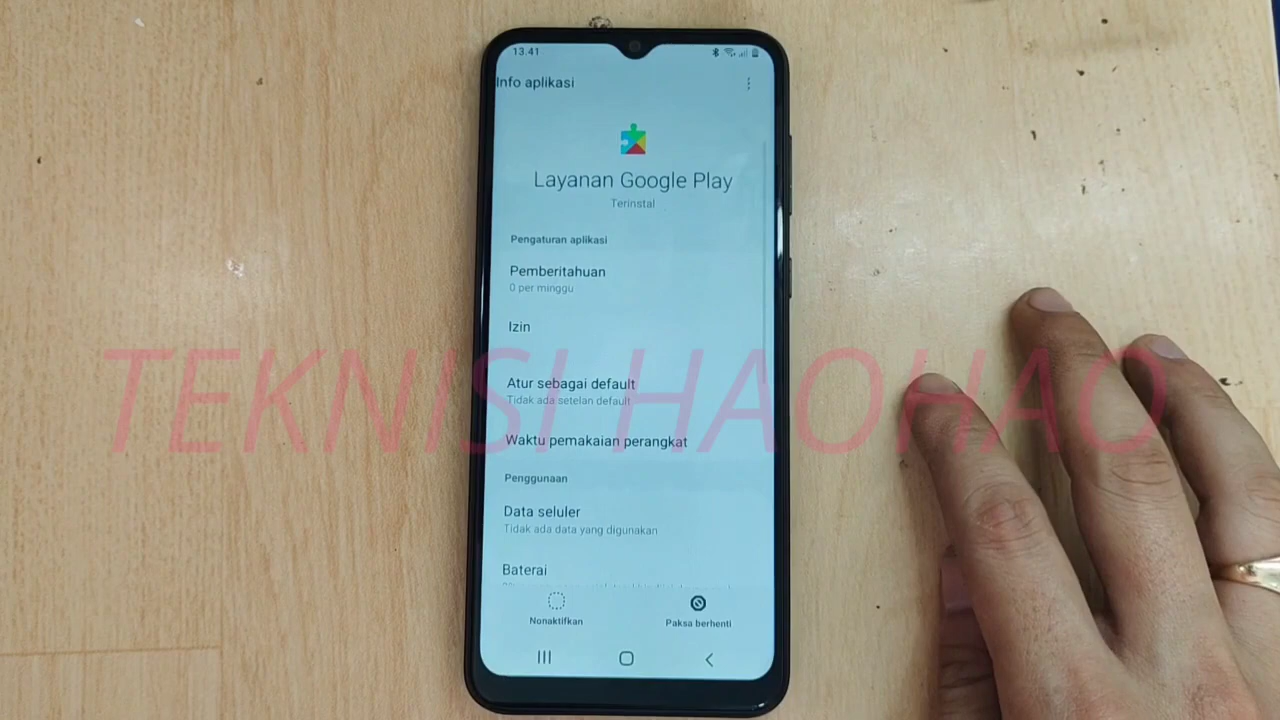 13.41
Info aplikasi
Layanan Google Play
Terinstal
Pengaturan aplikasi
Pemberitahuan
0 per minggu
Izin
TEKNISI HAOHAO
Atur sebagai default
Tidak ada setelan default
Waktu pemakaian perangkat
Penggunaan
Data seluler
Tidak ada data yang digunakan
Baterai
Nonaktifkan
Paksa berhenti